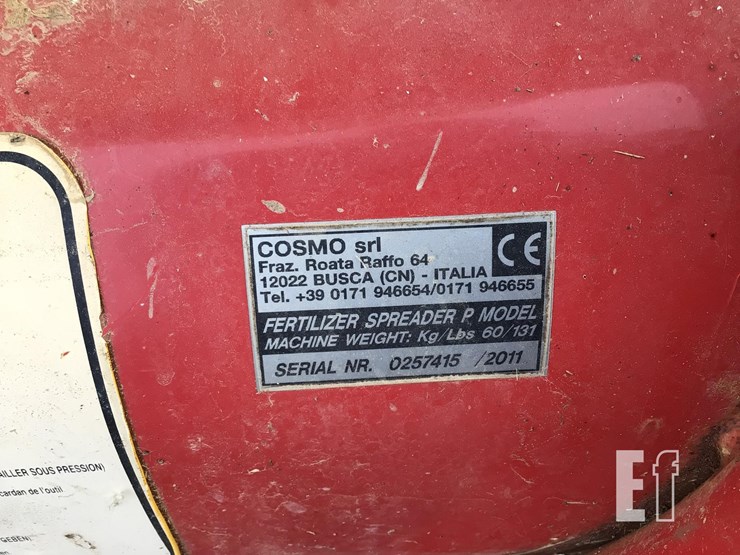 COSMO srl
Fraz. Roata Raffo 64
12022 BUSCA (CN) - ITALIA
Tel. +39 0171 946654/0171 946655
CE
FERTILIZER SPREADER P MODEL
MACHINE WEIGHT: Kg/Lbs 60/131
SERIAL NR. 0257415 /2011
AILLER SOUS PRESSION)
cardan de l'outil
GEBEN)
Ef